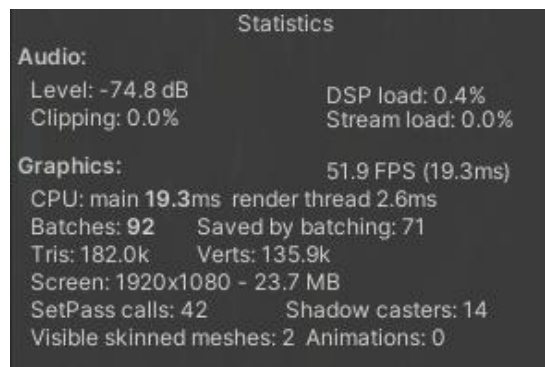 Statistics
Audio:
Level: -74.8 dB DSP load: 0.4%
Clipping: 0.0% Stream load: 0.0%
Graphics: 51.9 FPS (19.3ms)
CPU: main 19.3ms render thread 2.6ms
Batches: 92 Saved by batching: 71
Tris: 182.0k Verts: 135.9k
Screen: 1920x1080 - 23.7 MB
SetPass calls: 42 Shadow casters: 14
Visible skinned meshes: 2 Animations: 0